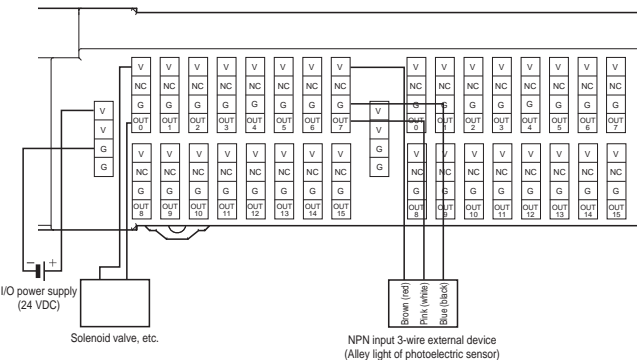 V V V V V V V V V V V V V V V V
NC NC NC NC NC NC NC NC NC NC NC NC NC NC NC NC
G G G G G G G G G G G G G G G G
OUT 0 OUT 1 OUT 2 OUT 3 OUT 4 OUT 5 OUT 6 OUT 7 OUT 0 OUT 1 OUT 2 OUT 3 OUT 4 OUT 5 OUT 6 OUT 7
V V
V V
G G
G G
V V V V V V V V V V V V V V V V
NC NC NC NC NC NC NC NC NC NC NC NC NC NC NC NC
G G G G G G G G G G G G G G G G
OUT 8 OUT 9 OUT 10 OUT 11 OUT 12 OUT 13 OUT 14 OUT 15 OUT 8 OUT 9 OUT 10 OUT 11 OUT 12 OUT 13 OUT 14 OUT 15
− +
I/O power supply
(24 VDC)
Solenoid valve, etc.
Brown (red)
Pink (white)
Blue (black)
NPN input 3-wire external device
(Alley light of photoelectric sensor)